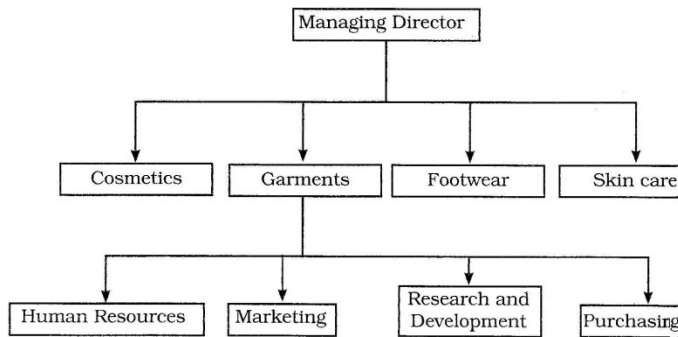 Managing Director
Cosmetics
Garments
Footwear
Skin care
Human Resources
Marketing
Research and
Development
Purchasing